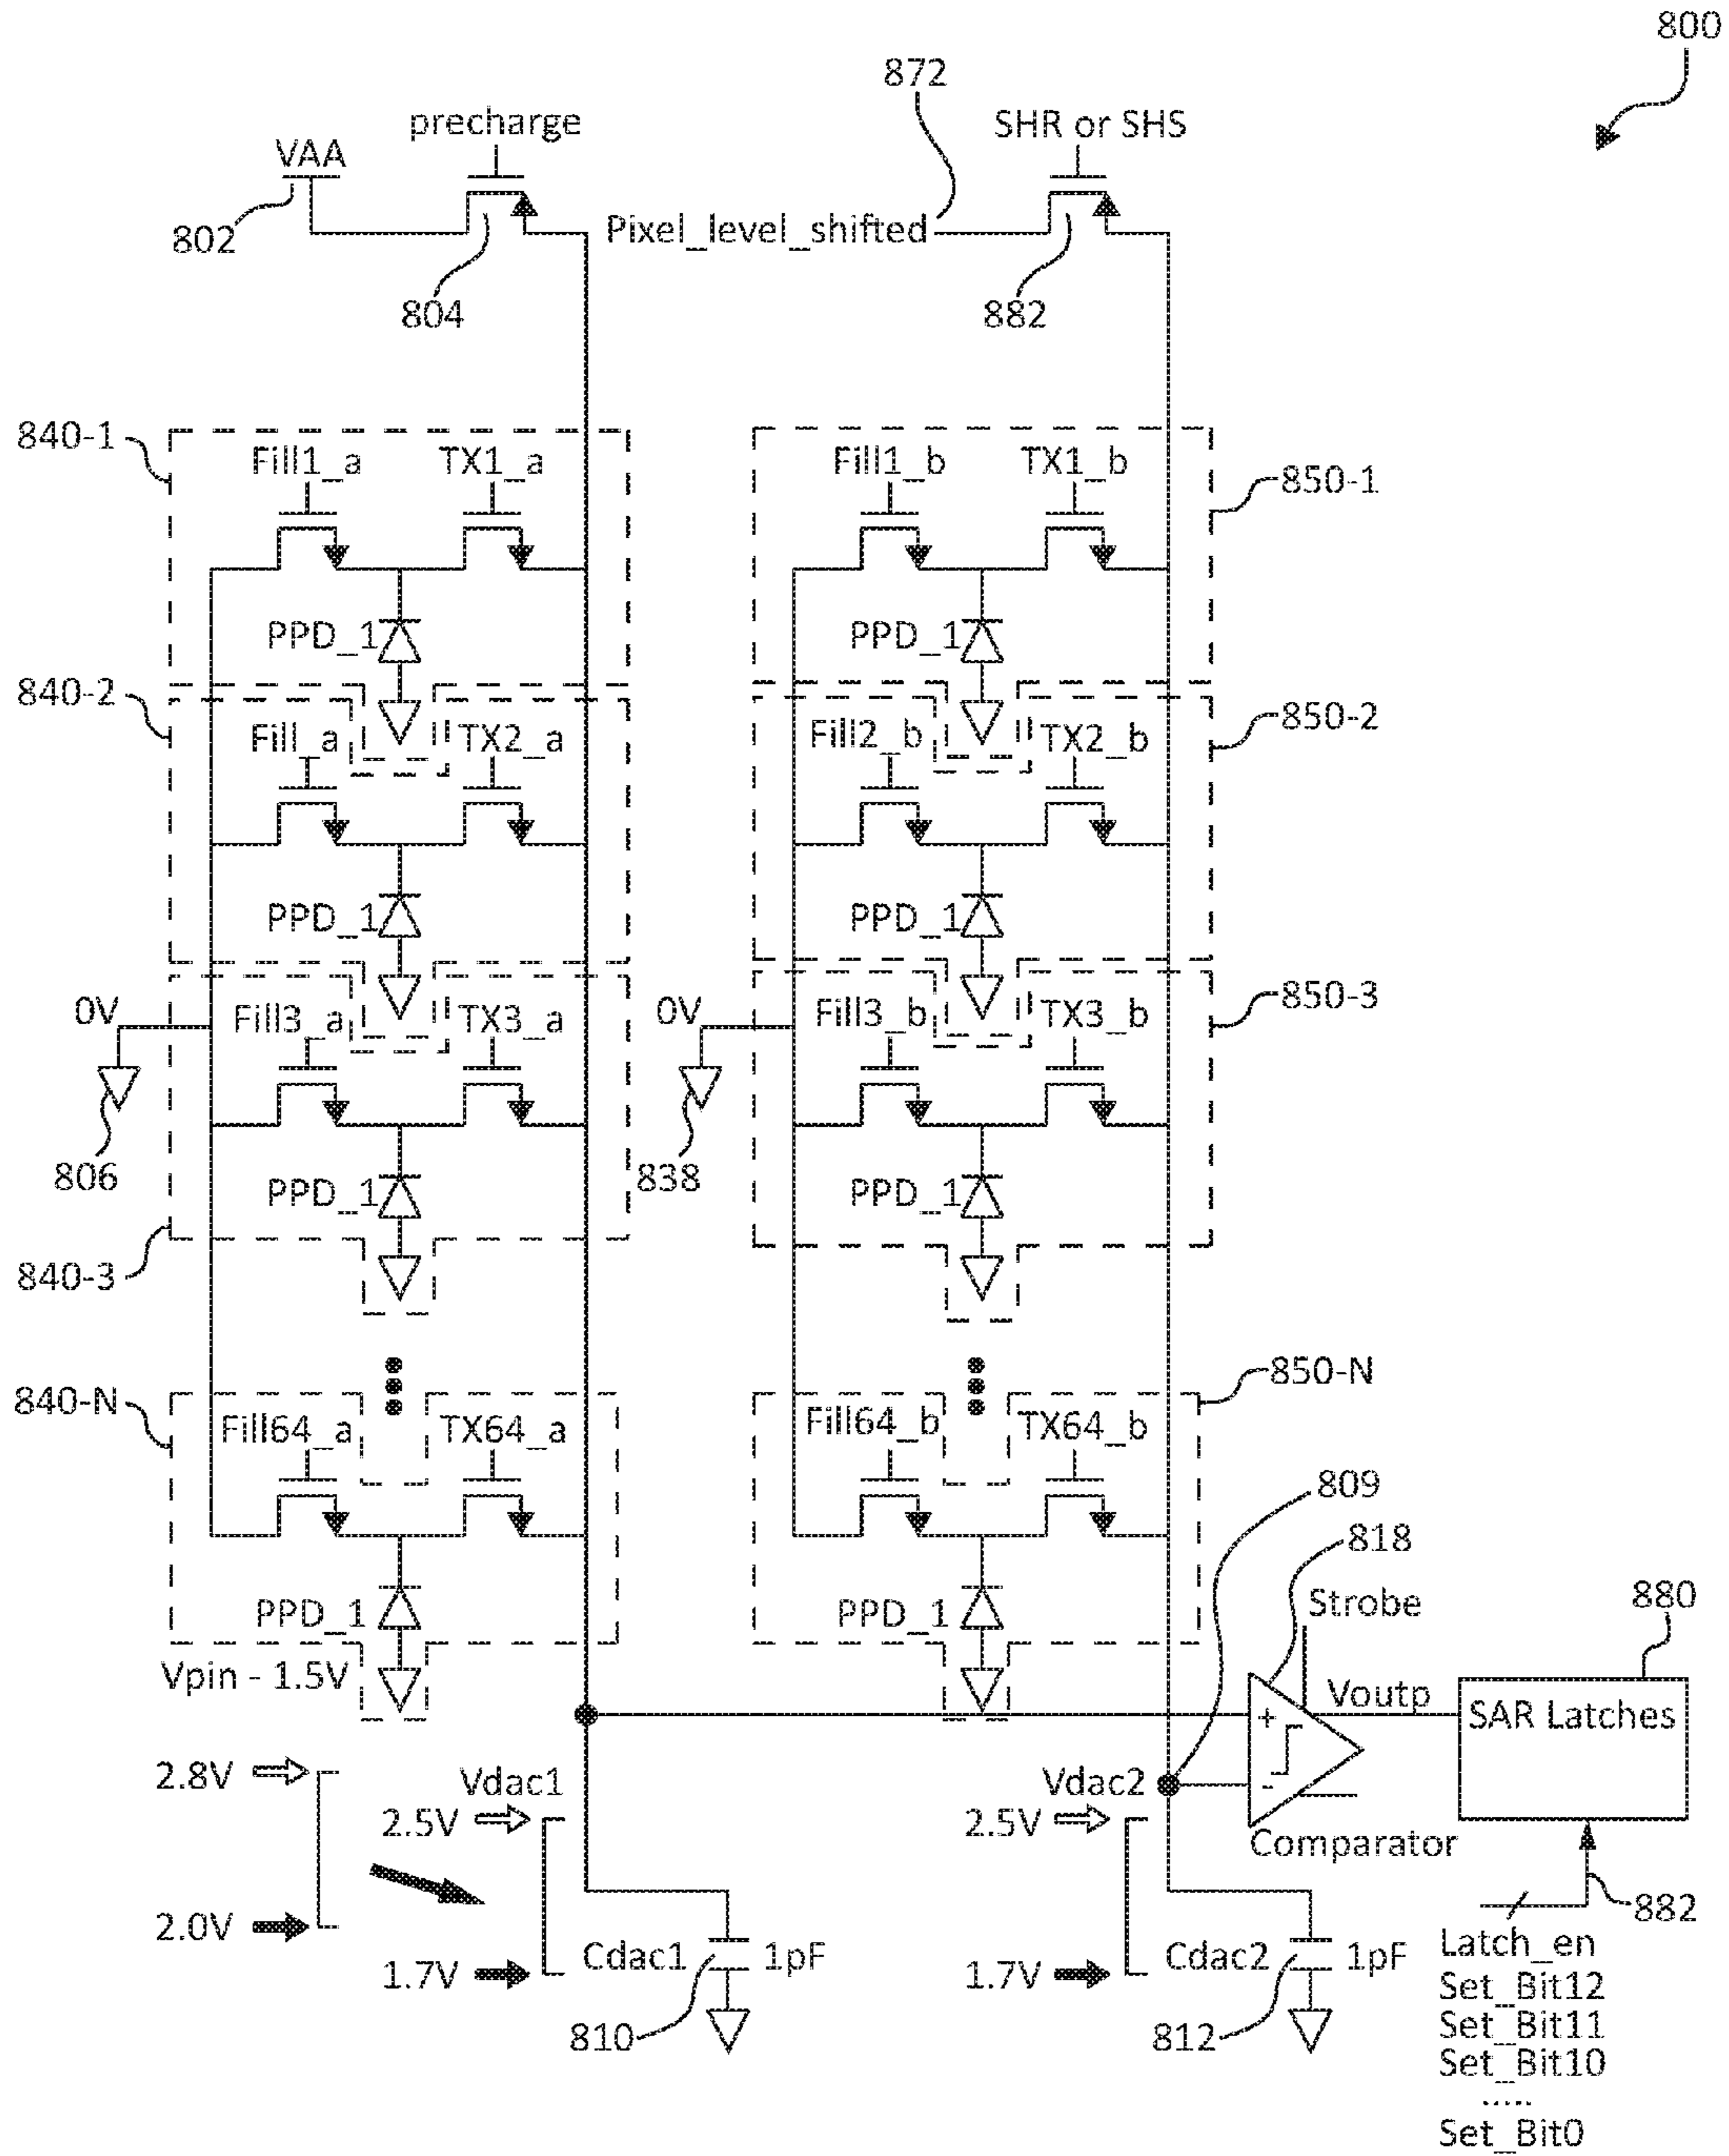 800
872
precharge
SHR or SHS
VAA
802
Pixel_level_shifted
804
882
840-1
Fill1_a
TX1_a
Fill1_b
TX1_b
850-1
PPD_1
PPD_1
840-2
850-2
Fill_a
TX2_a
Fill2_b
TX2_b
PPD_1
PPD_1
0V
Fill3_a
TX3_a
0V
Fill3_b
TX3_b
850-3
806
PPD_1
838
PPD_1
840-3
840-N
850-N
Fill64_a
TX64_a
Fill64_b
TX64_b
809
818
PPD_1
PPD_1
Strobe
880
Vpin - 1.5V
+
Voutp
SAR Latches
2.8V
Vdac1
Vdac2
-
2.5V
2.5V
Comparator
2.0V
882
1.7V
Cdac1
1pF
1.7V
Cdac2
1pF
Latch_en
810
812
Set_Bit12
Set_Bit11
Set_Bit10
.....
Set_Bit0